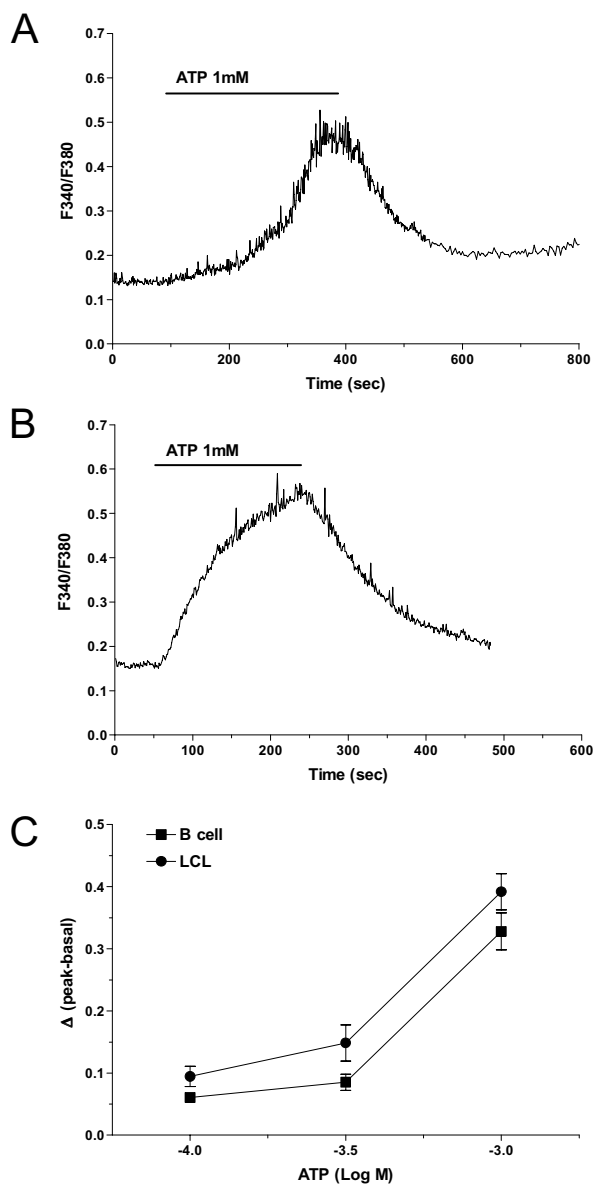 A
0.7
0.6
0.5
0.4
0.3
0.2
0.1
0.0
F340/F380
ATP 1mM
0 200 400 600 800
Time (sec)
B
0.7
0.6
0.5
0.4
0.3
0.2
0.1
0.0
F340/F380
ATP 1mM
0 100 200 300 400 500 600
Time (sec)
C
0.5
0.4
0.3
0.2
0.1
0.0
Δ (peak-basal)
B cell
LCL
-4.0 -3.5 -3.0
ATP (Log M)